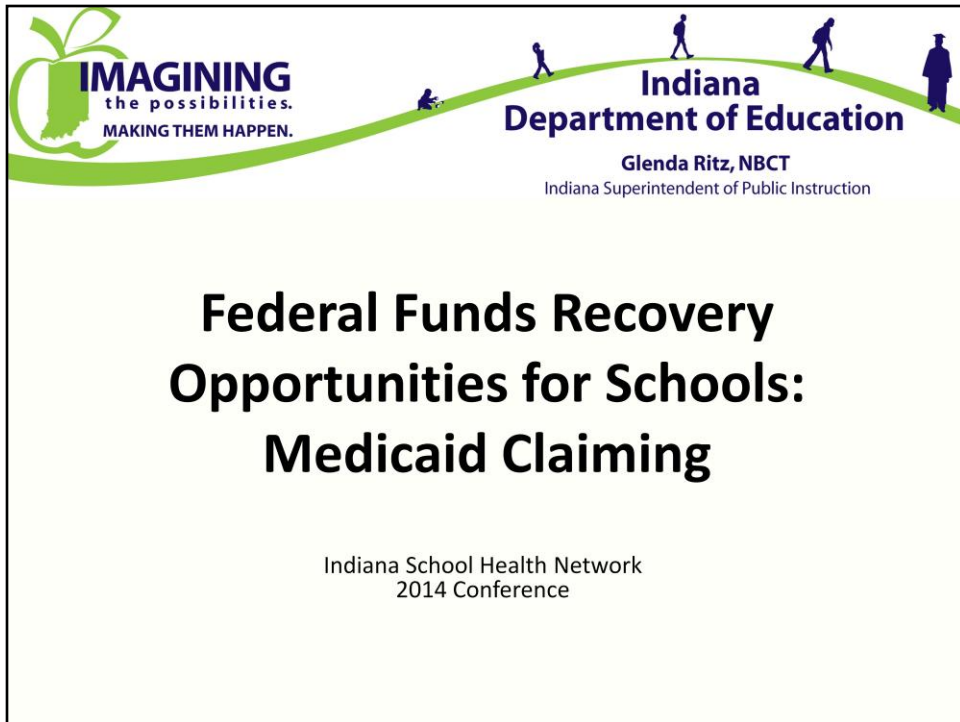 IMAGINING
the possibilities.
MAKING THEM HAPPEN.
Indiana
Department of Education
Glenda Ritz, NBCT
Indiana Superintendent of Public Instruction
Federal Funds Recovery
Opportunities for Schools:
Medicaid Claiming
Indiana School Health Network
2014 Conference